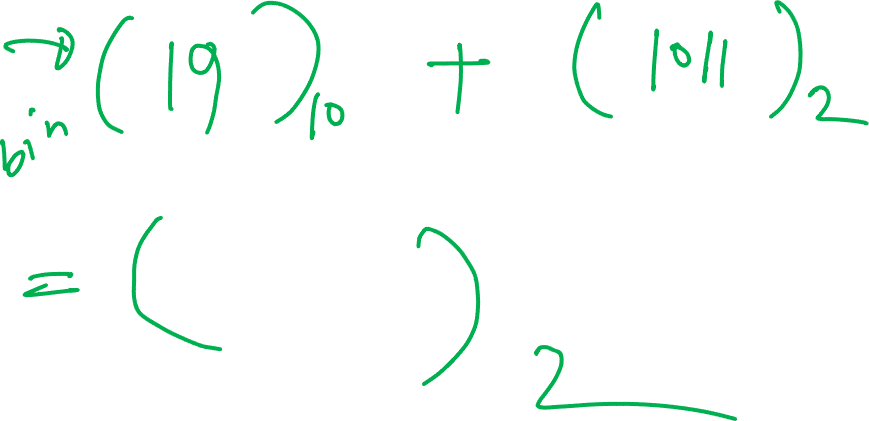 → (19)₁₀ + (1011)₂
bin
= (      )₂